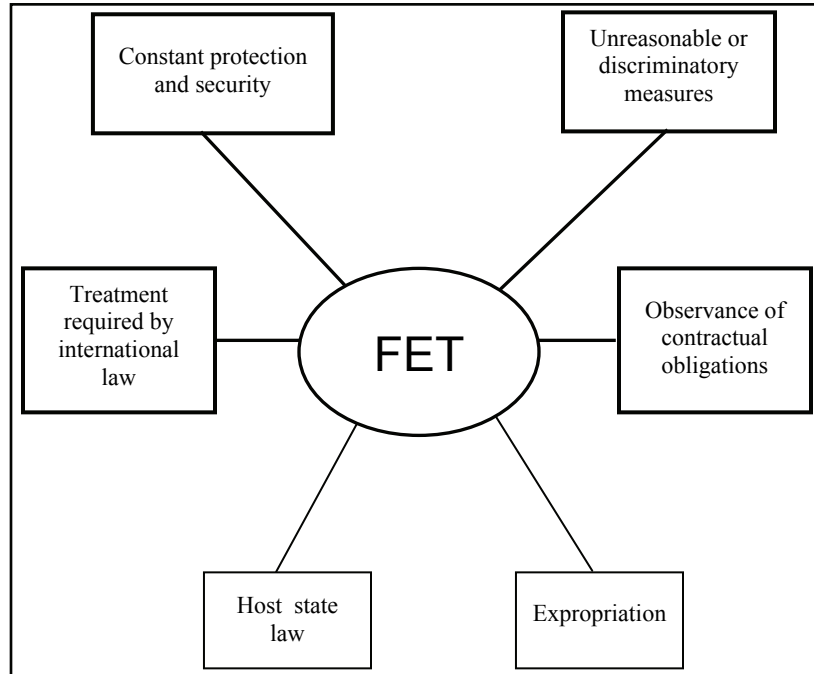 Constant protection
and security
Unreasonable or
discriminatory
measures
Treatment
required by
international
law
FET
Observance of
contractual
obligations
Host state
law
Expropriation